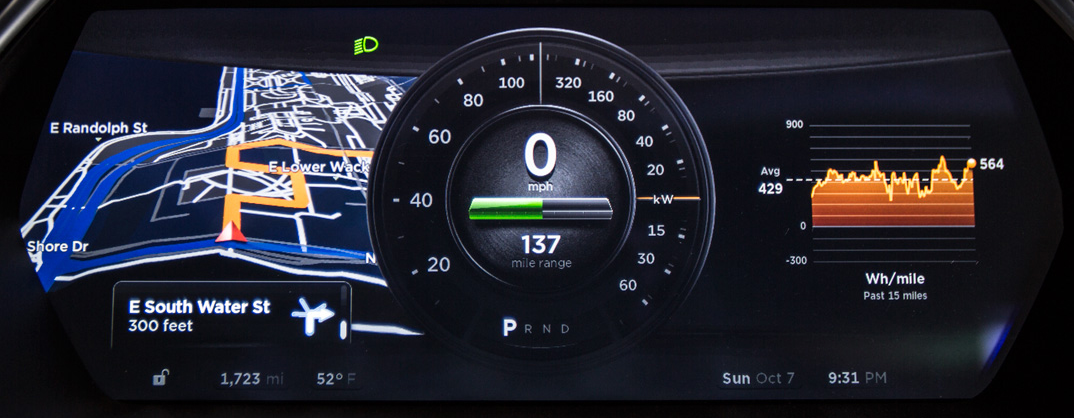 E Randolph St
E Lower Wack
Shore Dr
N
E South Water St
300 feet
1,723 mi
52° F
100
80
60
40
20
320
160
80
40
20
kW
15
30
60
0
mph
137
mile range
P R N D
900
Avg
429
564
0
-300
Wh/mile
Past 15 miles
Sun Oct 7
9:31 PM